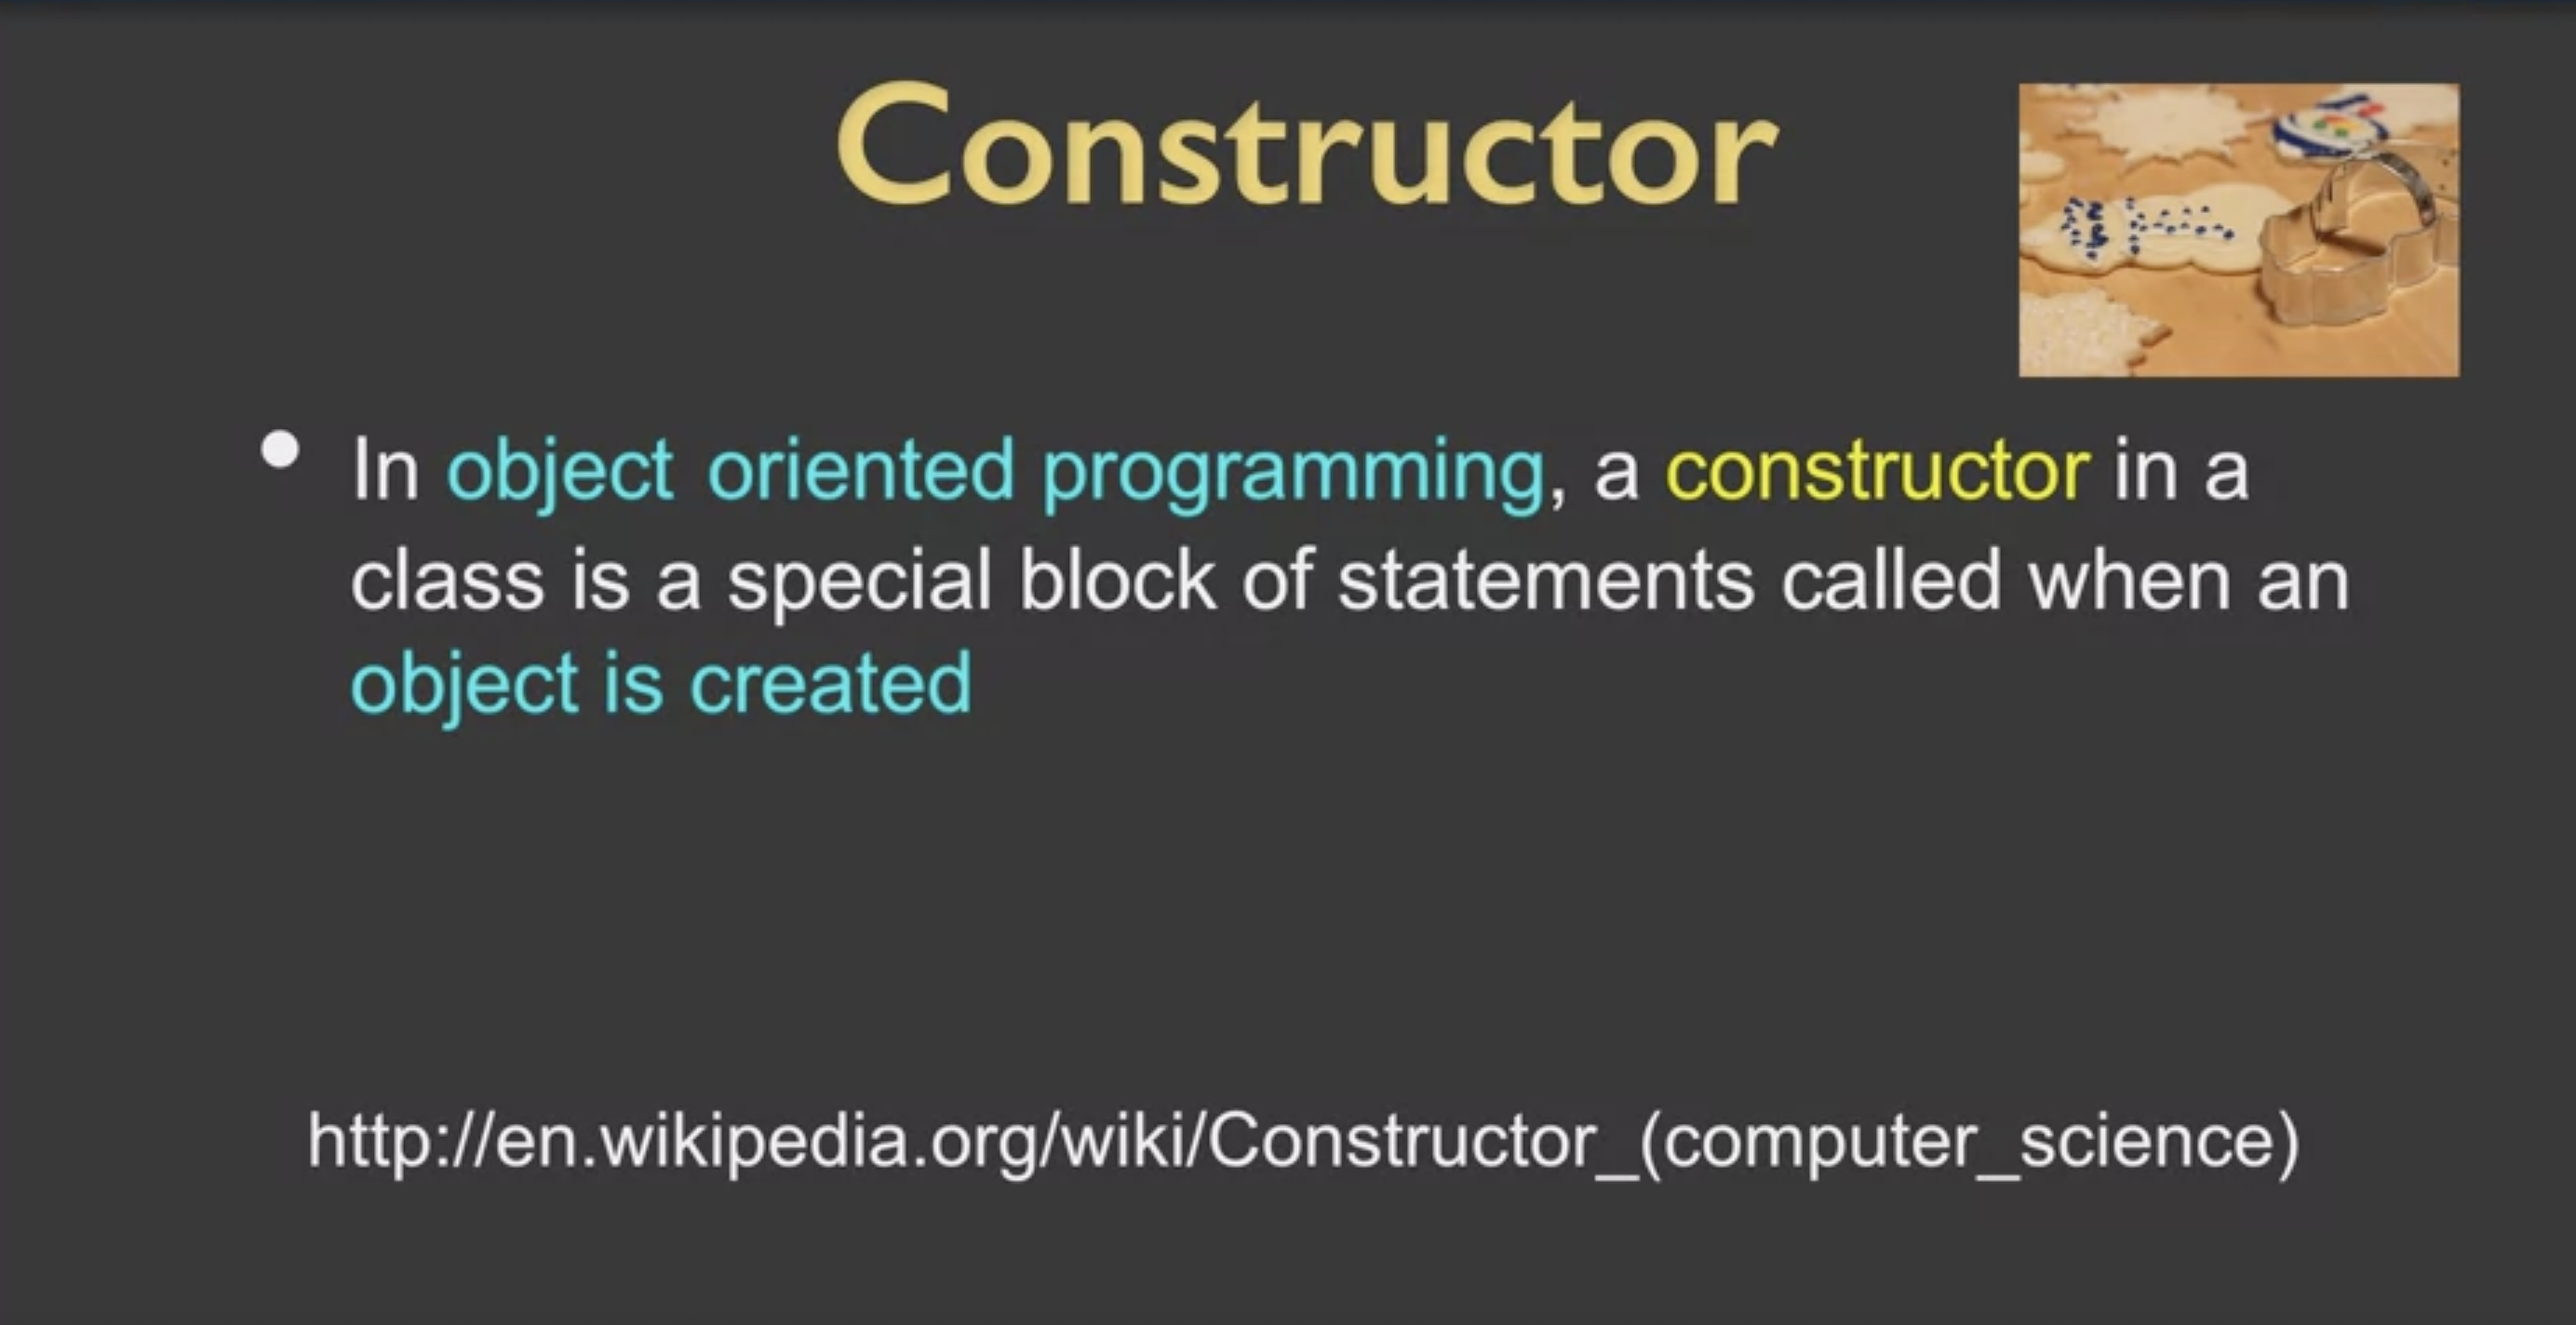 Constructor
In object oriented programming, a constructor in a
class is a special block of statements called when an
object is created
http://en.wikipedia.org/wiki/Constructor_(computer_science)